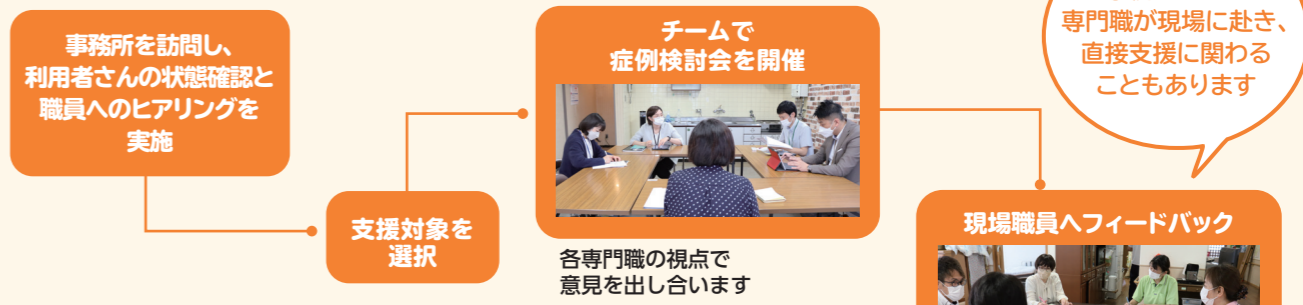 事務所を訪問し、
利用者さんの状態確認と
職員へのヒアリングを
実施
支援対象を
選択
チームで
症例検討会を開催
各専門職の視点で
意見を出し合います
専門職が現場に赴き、
直接支援に関わる
こともあります
現場職員へフィードバック